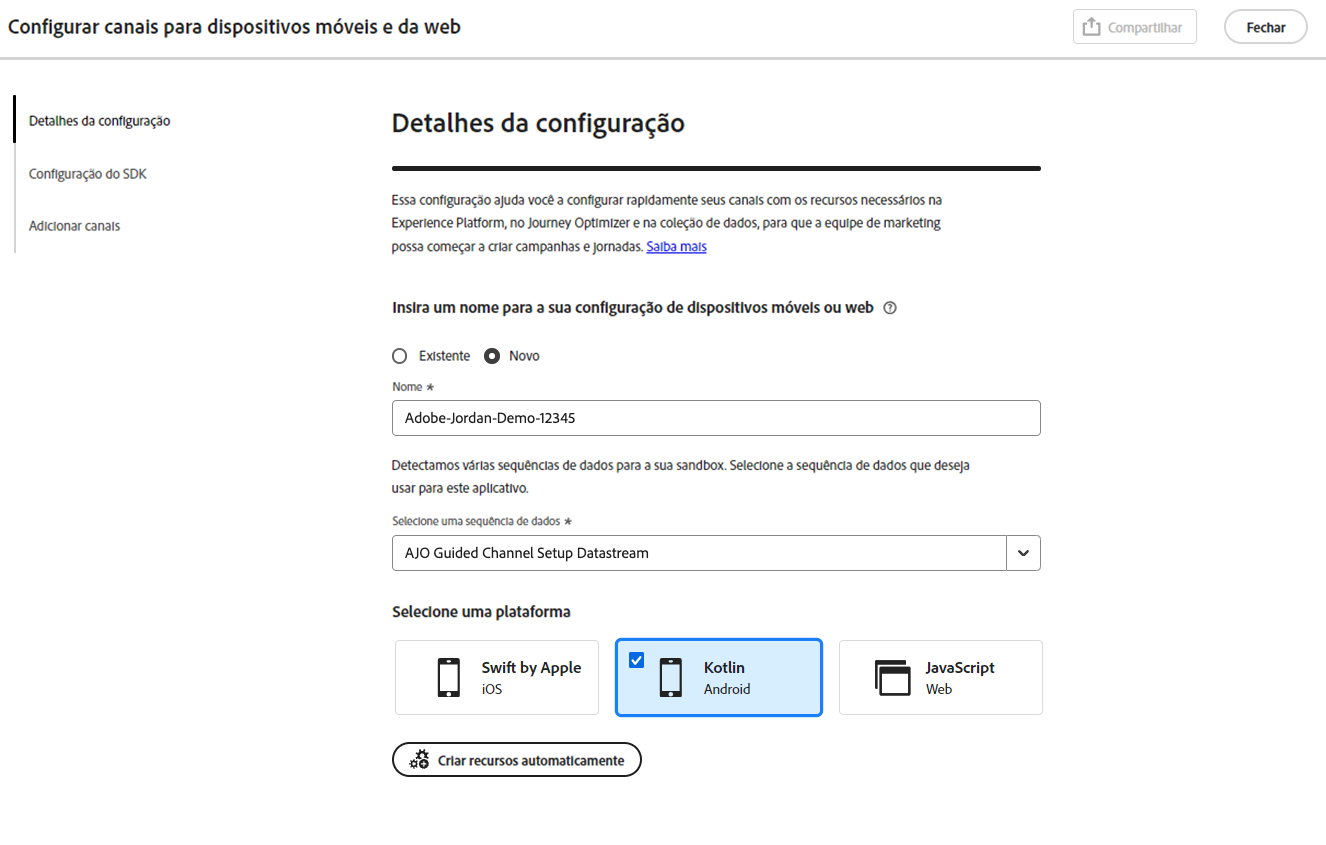 Configurar canais para dispositivos móveis e da web
Compartilhar
Fechar
Detalhes da configuração
Configuração do SDK
Adicionar canais
Detalhes da configuração
Essa configuração ajuda você a configurar rapidamente seus canais com os recursos necessários na
Experience Platform, no Journey Optimizer e na coleção de dados, para que a equipe de marketing
possa começar a criar campanhas e jornadas. Saiba mais
Insira um nome para a sua configuração de dispositivos móveis ou web
Existente
Novo
Nome *
Adobe-Jordan-Demo-12345
Detectamos várias sequências de dados para a sua sandbox. Selecione a sequência de dados que deseja
usar para este aplicativo.
Selecione uma sequência de dados *
AJO Guided Channel Setup Datastream
Selecione uma plataforma
Swift by Apple
iOS
Kotlin
Android
JavaScript
Web
Criar recursos automaticamente